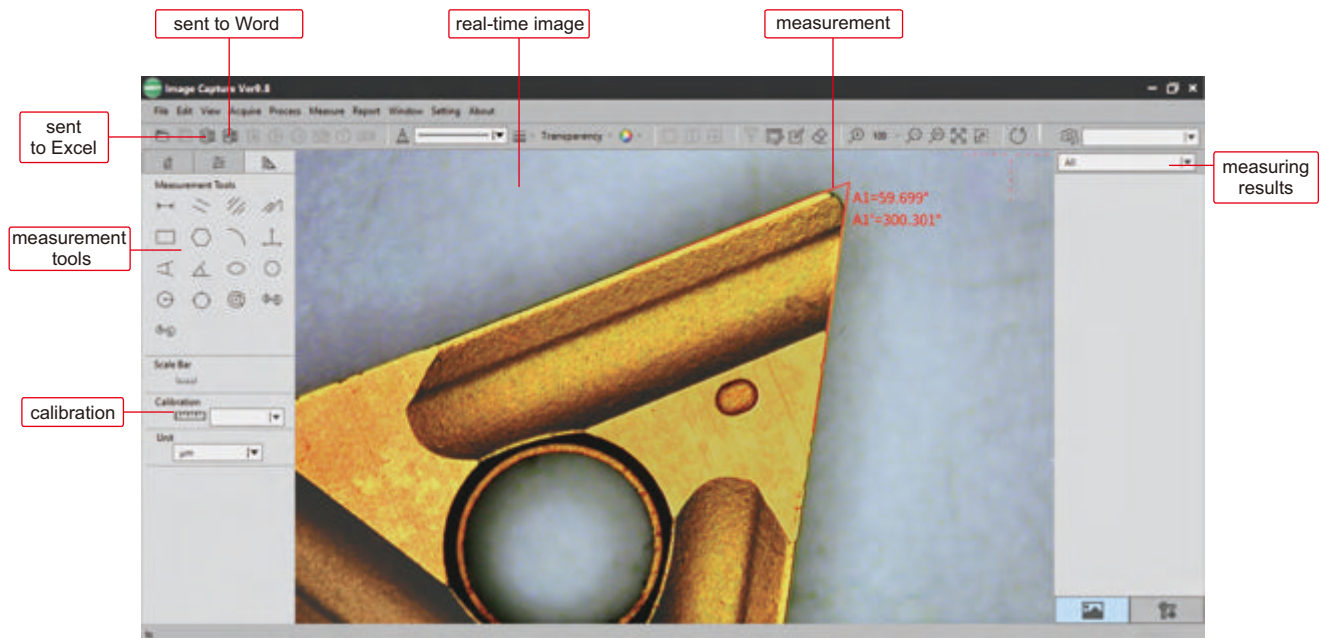 sent to Word
real-time image
measurement
Image Capture Ver9.8
File Edit View Acquire Process Measure Report Window Setting About
sent
to Excel
Transparency
100
All
measuring
results
Measurement Tools
A1=59.699°
A1'=300.301°
measurement
tools
Scale Bar
calibration
Calibration
Unit
μm